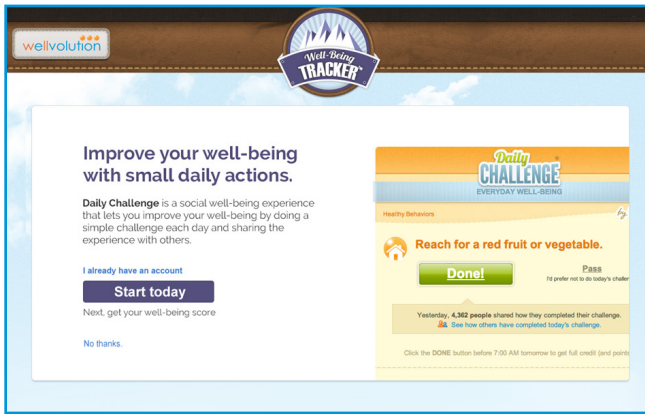 wellvolution
Well-Being
TRACKER™
Improve your well-being
with small daily actions.
Daily Challenge is a social well-being experience
that lets you improve your well-being by doing a
simple challenge each day and sharing the
experience with others.
I already have an account
Start today
Next, get your well-being score
No thanks.
Daily
CHALLENGE®
EVERYDAY WELL-BEING
Healthy Behaviors
by
Reach for a red fruit or vegetable.
Done!
Pass
I'd prefer not to do today's challen
Yesterday, 4,362 people shared how they completed their challenge.
See how others have completed today's challenge.
Click the DONE button before 7:00 AM tomorrow to get full credit (and points